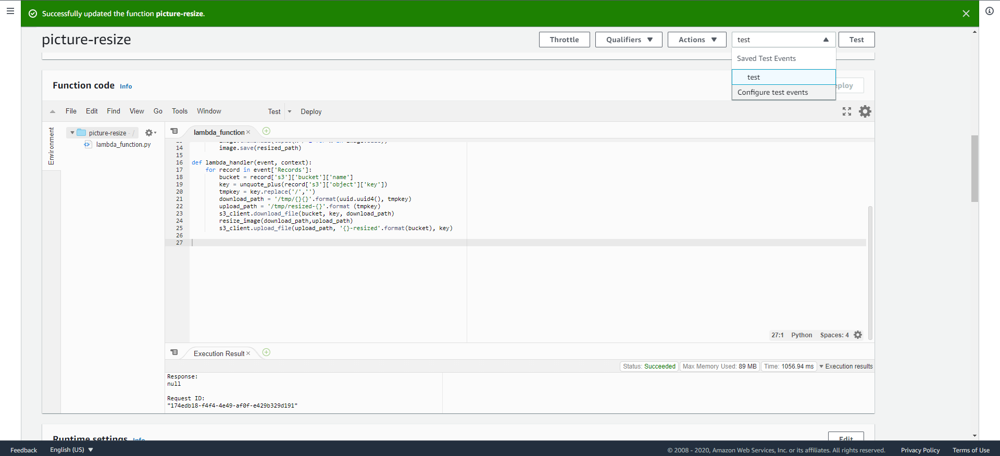 Successfully updated the function picture-resize.
picture-resize
Throttle
Qualifiers
Actions
test
Test
Saved Test Events
test
Configure test events
Function code Info
File Edit Find View Go Tools Window Test Deploy
Environment
picture-resize
lambda_function.py
lambda_function
14 image.save(resized_path)
15
16 def lambda_handler(event, context):
17 for record in event['Records']:
18 bucket = record['s3']['bucket']['name']
19 key = unquote_plus(record['s3']['object']['key'])
20 tmpkey = key.replace('/','')
21 download_path = '/tmp/{}{}'.format(uuid.uuid4(), tmpkey)
22 upload_path = '/tmp/resized-{}'.format (tmpkey)
23 s3_client.download_file(bucket, key, download_path)
24 resize_image(download_path,upload_path)
25 s3_client.upload_file(upload_path, '{}-resized'.format(bucket), key)
26
27
27:1 Python Spaces: 4
Execution Result
Status: Succeeded Max Memory Used: 89 MB Time: 1056.94 ms Execution results
Response:
null
Request ID:
"174edb18-f4f4-4e49-af0f-e429b329d191"
Runtime settings Info
Edit
Feedback English (US) © 2008 - 2020, Amazon Web Services, Inc. or its affiliates. All rights reserved. Privacy Policy Terms of Use